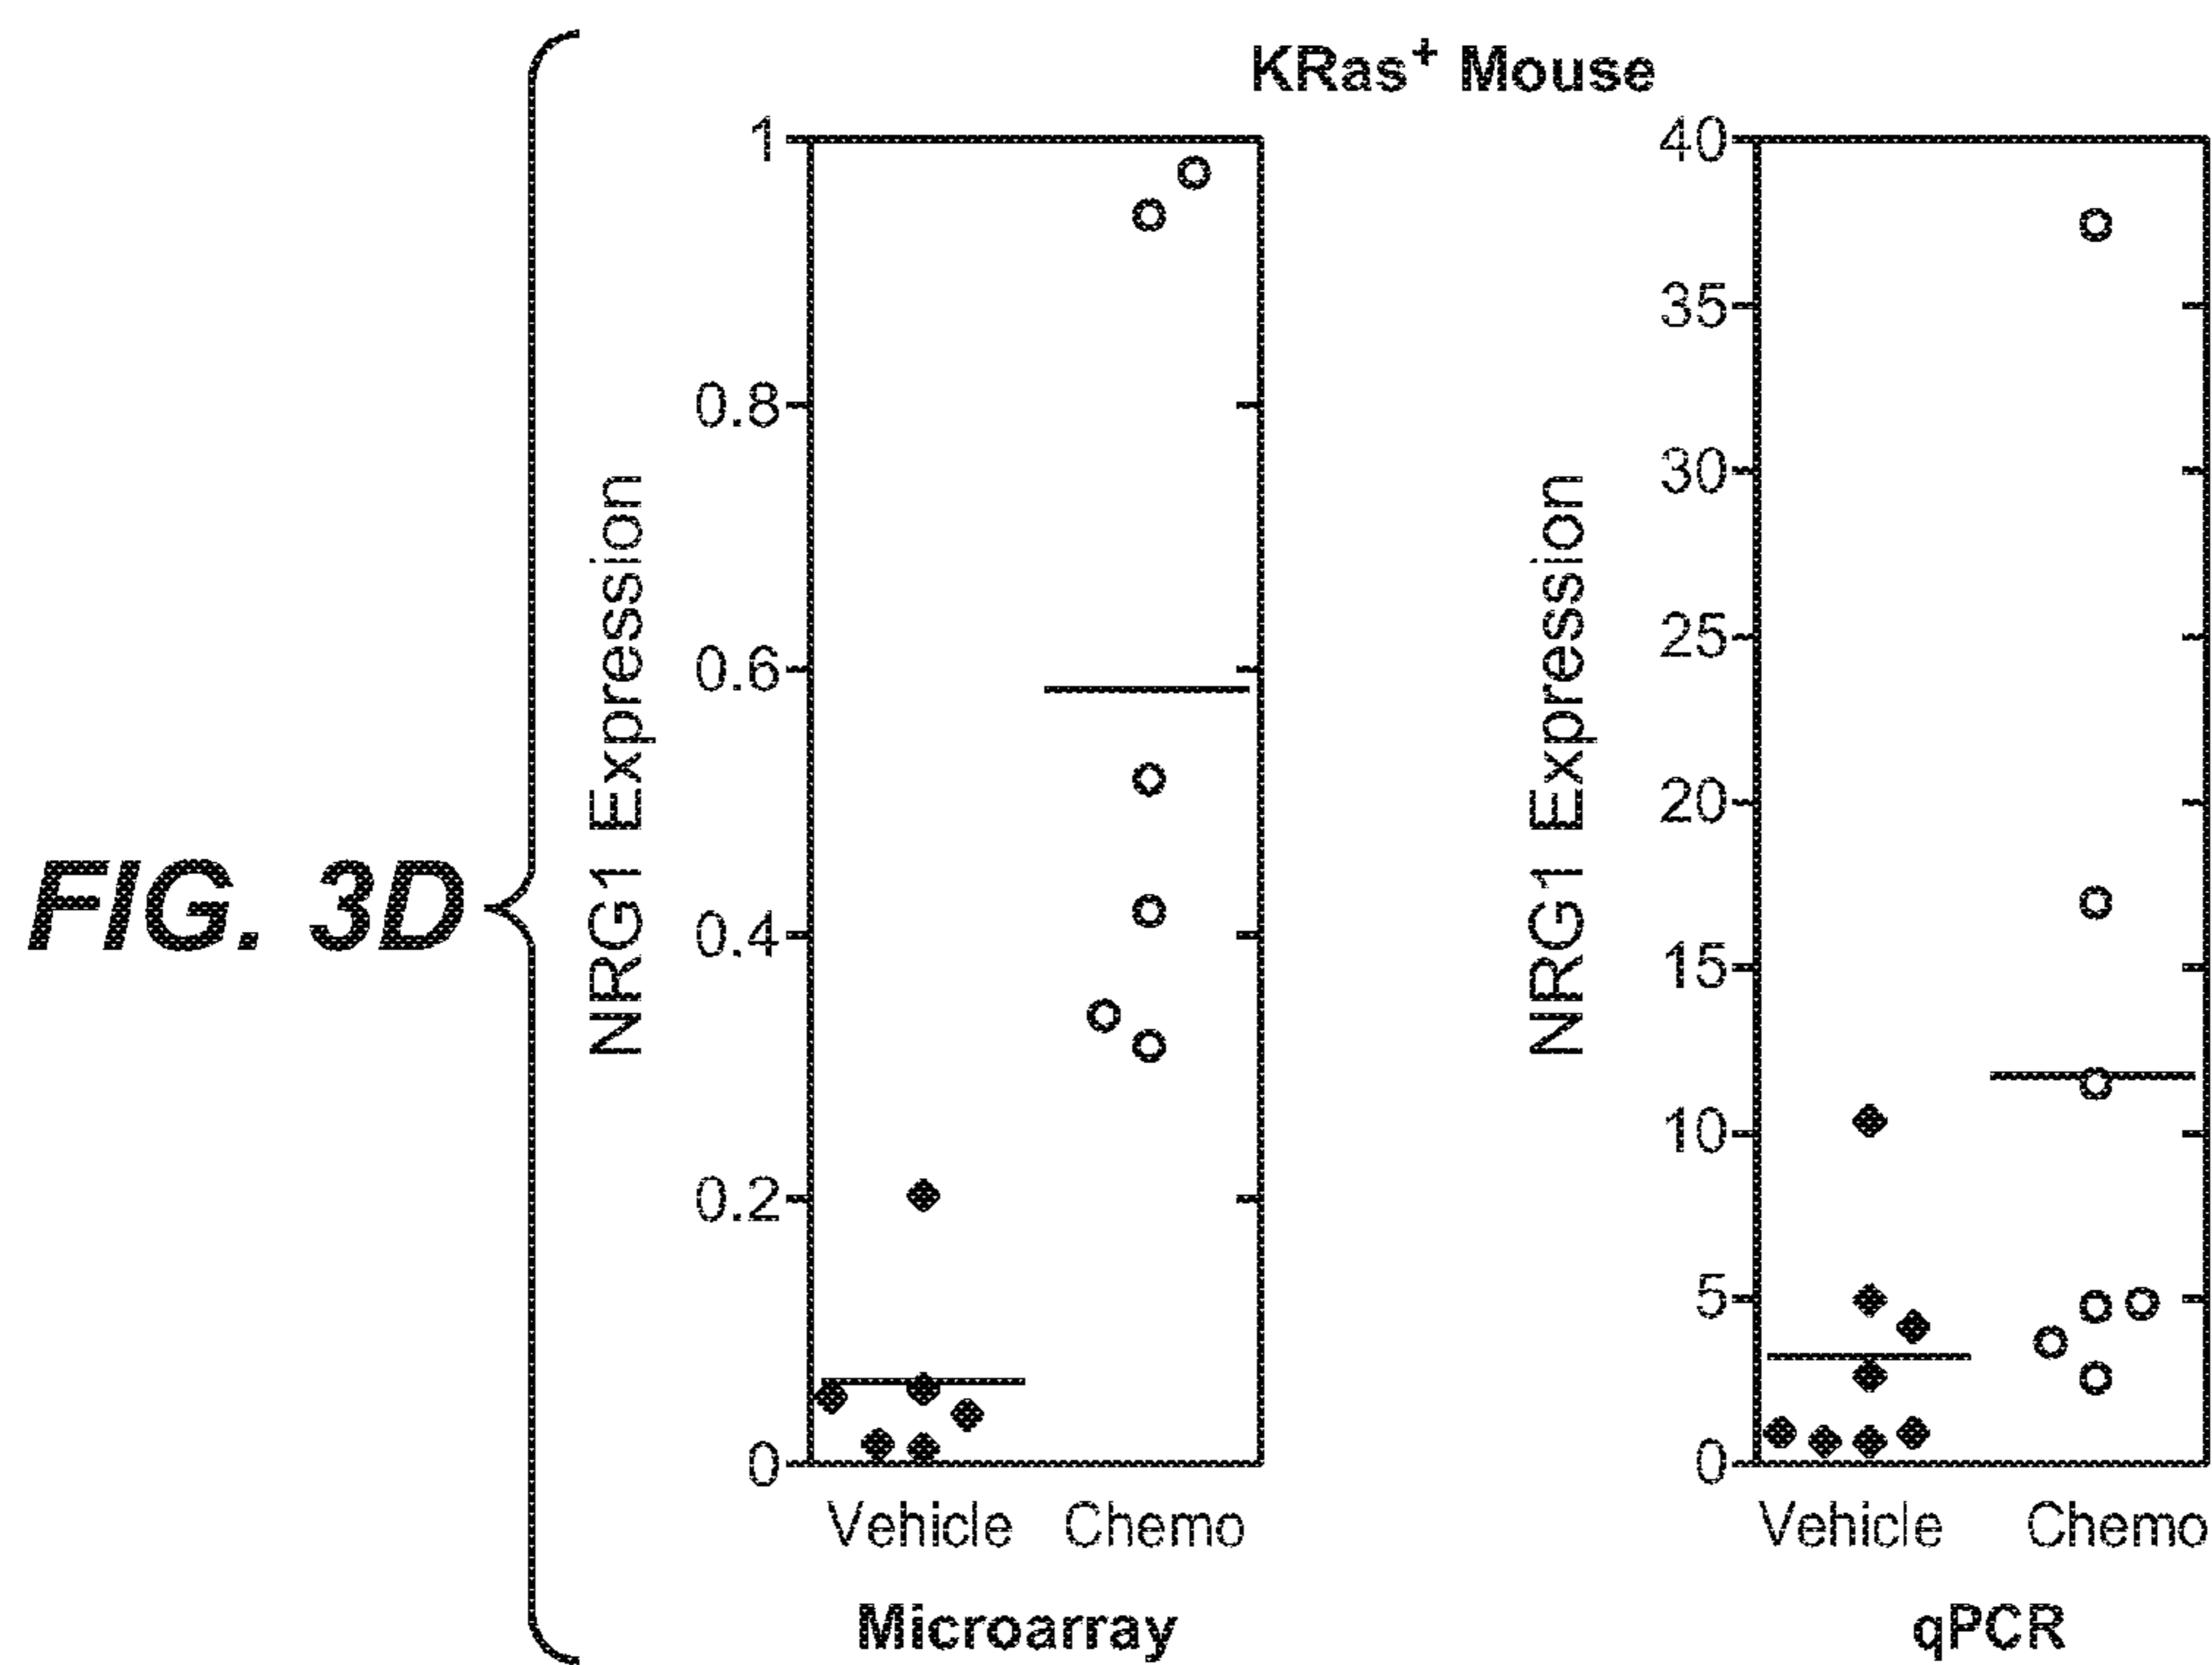 FIG. 3D
KRas⁺ Mouse
NRG1 Expression
1
0.8
0.6
0.4
0.2
0
Vehicle Chemo
Microarray
NRG1 Expression
40
35
30
25
20
15
10
5
0
Vehicle Chemo
qPCR